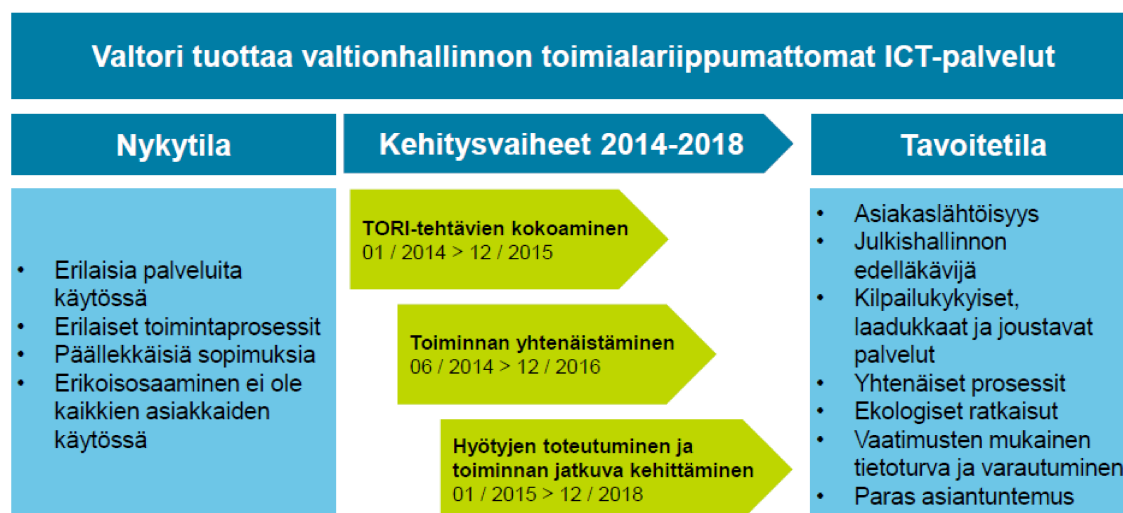 Valtori tuottaa valtionhallinnon toimialariippumattomat ICT-palvelut
Nykytila
• Erilaisia palveluita
käytössä
• Erilaiset toimintaprosessit
• Päällekkäisiä sopimuksia
• Erikoisosaaminen ei ole
kaikkien asiakkaiden
käytössä
Kehitysvaiheet 2014-2018
TORI-tehtävien kokoaminen
01 / 2014 > 12 / 2015
Toiminnan yhtenäistäminen
06 / 2014 > 12 / 2016
Hyötyjen toteutuminen ja
toiminnan jatkuva kehittäminen
01 / 2015 > 12 / 2018
Tavoitetila
• Asiakaslähtöisyys
• Julkishallinnon
edelläkävijä
• Kilpailukykyiset,
laadukkaat ja joustavat
palvelut
• Yhtenäiset prosessit
• Ekologiset ratkaisut
• Vaatimusten mukainen
tietoturva ja varautuminen
• Paras asiantuntemus